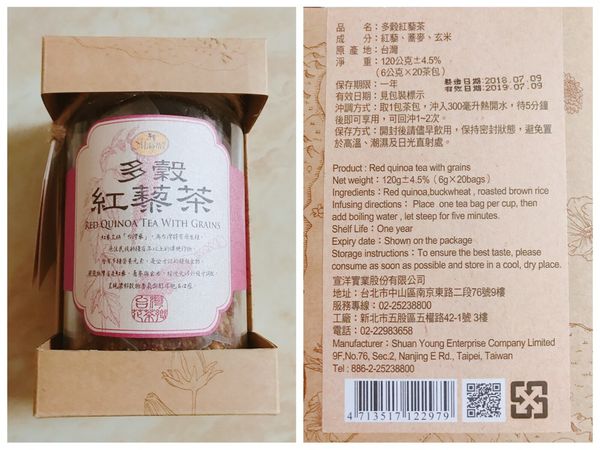 多穀
紅藜茶
RED QUINOA TEA WITH GRAINS
台灣
花茶鄉
品　名：多穀紅藜茶
成　分：紅藜、蕎麥、玄米
原 產 地：台灣
淨　重：120公克±4.5%
（6公克×20茶包）
保存期限：一年
有效日期：見包裝標示
製造日期:2018.07.09
有效日期:2019.07.09
沖調方式：取1包茶包，沖入300毫升熱開水，待5分鐘
後即可享用，可回沖1~2次。
保存方式：開封後請儘早飲用，保持密封狀態，避免置
於高溫、潮濕及日光直射處。
Product : Red quinoa tea with grains
Net weight : 120g±4.5% ( 6g×20bags )
Ingredients : Red quinoa,buckwheat , roasted brown rice
Infusing directions : Place one tea bag per cup, then
add boiling water , let steep for five minutes.
Shelf Life : One year
Expiry date : Shown on the package
Storage instructions : To ensure the best taste, please
consume as soon as possible and store in a cool, dry place.
宣洋實業股份有限公司
地址：台北市中山區南京東路二段76號9樓
服務專線：02-25238800
工廠：新北市五股區五權路42-1號 3樓
電話：02-22983658
Manufacturer : Shuan Young Enterprise Company Limited
9F,No.76, Sec.2, Nanjing E Rd., Taipei, Taiwan
Tel : 886-2-25238800
4 713517 122979